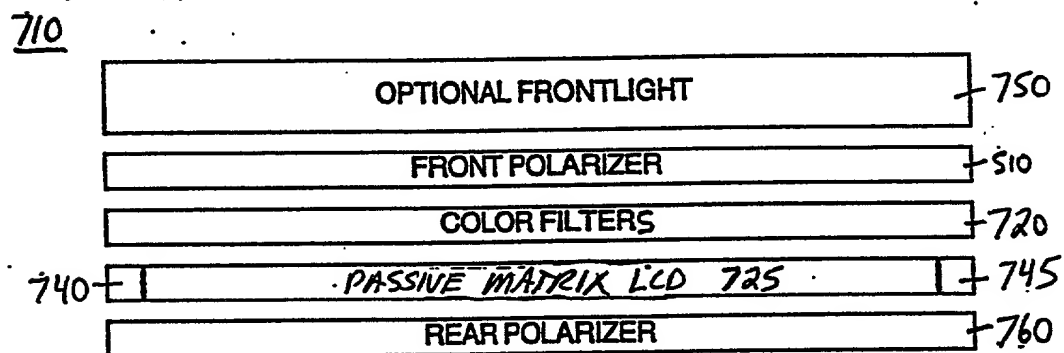 710
OPTIONAL FRONTLIGHT 750
FRONT POLARIZER 510
COLOR FILTERS 720
740 PASSIVE MATRIX LCD 725 745
REAR POLARIZER 760